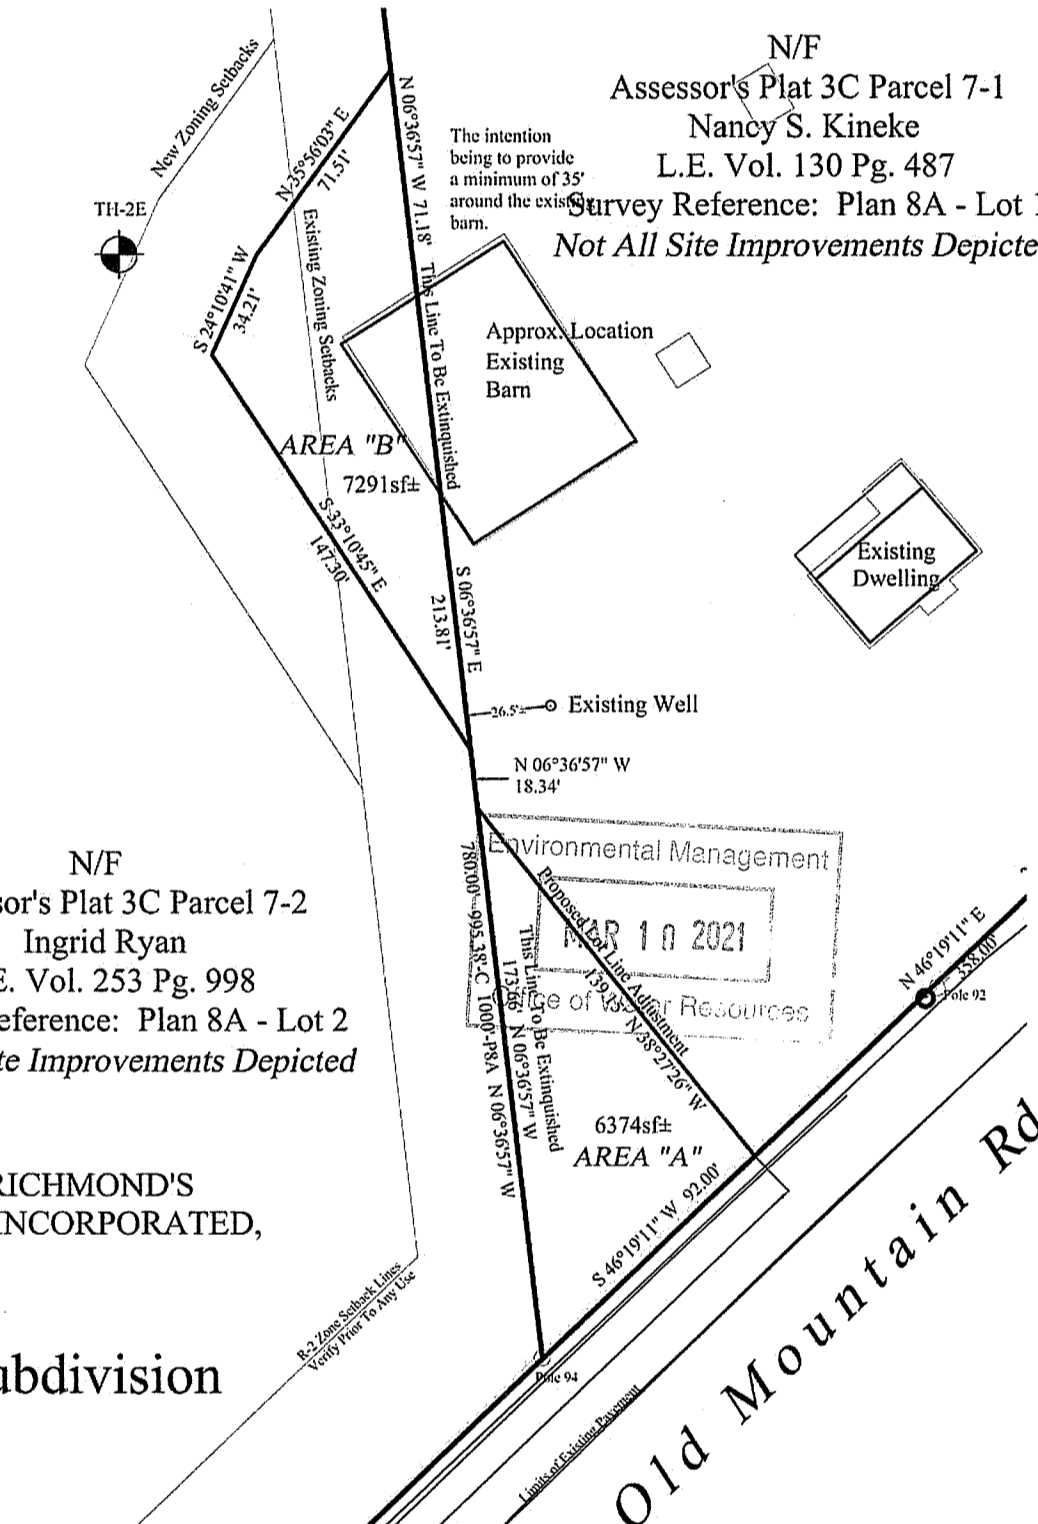 N/F
Assessor's Plat 3C Parcel 7-1
Nancy S. Kineke
L.E. Vol. 130 Pg. 487
Survey Reference: Plan 8A - Lot
Not All Site Improvements Depicte
New Zoning Setbacks
N 35°56'03" E
71.51'
N 06°36'57" W 71.18'
This Line To Be Extinguished
The intention
being to provide
a minimum of 35'
around the existing
barn.
TH-2E
S 24°10'41" W
34.21'
Existing Zoning Setbacks
Approx. Location
Existing
Barn
AREA "B"
7291sf±
S 33°10'45" E
147.30'
S 06°36'57" E
213.81'
Existing
Dwelling
26.5'±
Existing Well
N 06°36'57" W
18.34'
Environmental Management
MAR 10 2021
Office of Water Resources
Proposed Lot Line Adjustment
139.75' N 38°27'26" W
780.00'-995.38'-C 1000'-P8A N 06°36'57" W
173.66' N 06°36'57" W
This Line To Be Extinguished
N 46°19'11" E
358.00'
Pole 92
N/F
sor's Plat 3C Parcel 7-2
Ingrid Ryan
E. Vol. 253 Pg. 998
eference: Plan 8A - Lot 2
te Improvements Depicted
6374sf±
AREA "A"
S 46°19'11" W 92.00'
RICHMOND'S
INCORPORATED,
R-2 Zone Setback Lines
Verify Prior To Any Use
ubdivision
Pole 94
Limits of Existing Pavement
Old Mountain Rd